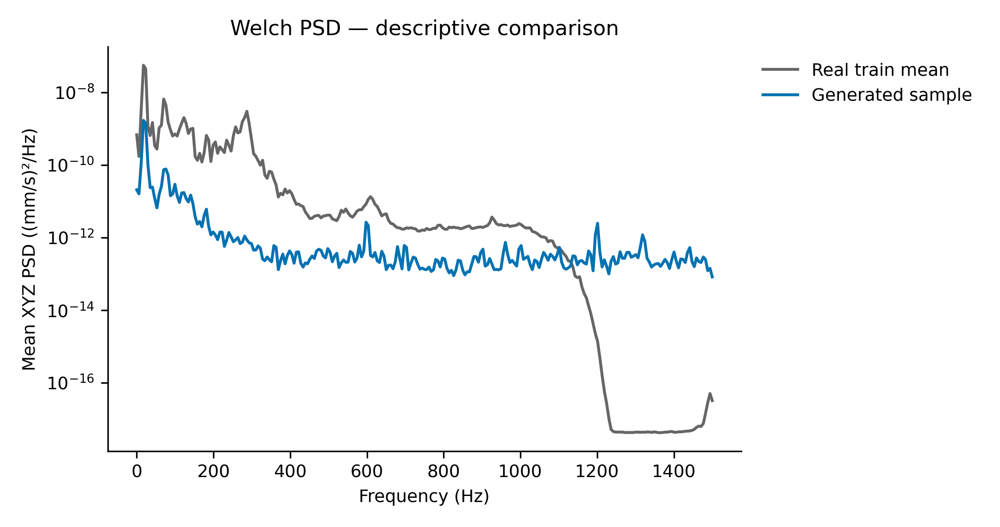 Welch PSD — descriptive comparison
Real train mean
Generated sample
Mean XYZ PSD ((mm/s)²/Hz)
10⁻⁸
10⁻¹⁰
10⁻¹²
10⁻¹⁴
10⁻¹⁶
0 200 400 600 800 1000 1200 1400
Frequency (Hz)